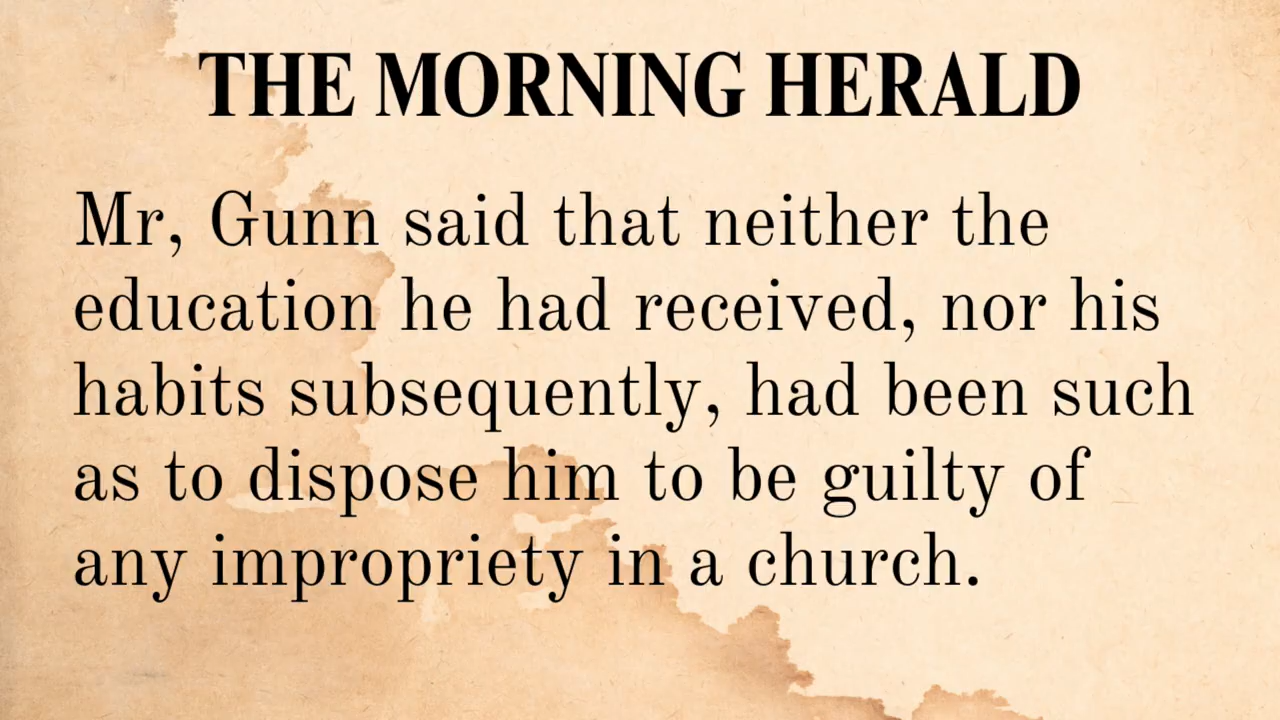 THE MORNING HERALD
Mr, Gunn said that neither the
education he had received, nor his
habits subsequently, had been such
as to dispose him to be guilty of
any impropriety in a church.